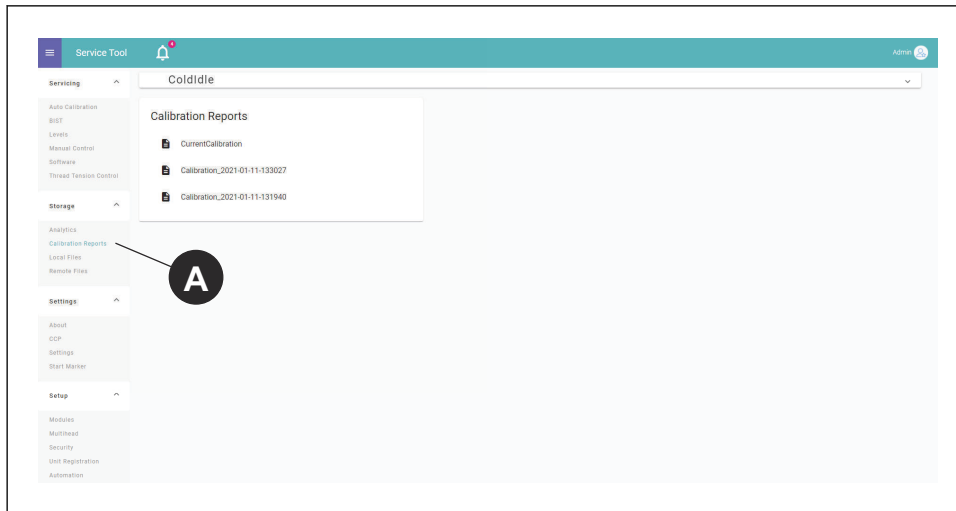 Service Tool
Admin
Servicing
ColdIdle
Auto Calibration
BIST
Levels
Manual Control
Software
Thread Tension Control
Storage
Analytics
Calibration Reports
Local Files
Remote Files
Settings
About
CCP
Settings
Start Marker
Setup
Modules
Multihead
Security
Unit Registration
Automation
Calibration Reports
CurrentCalibration
Calibration_2021-01-11-133027
Calibration_2021-01-11-131940
A